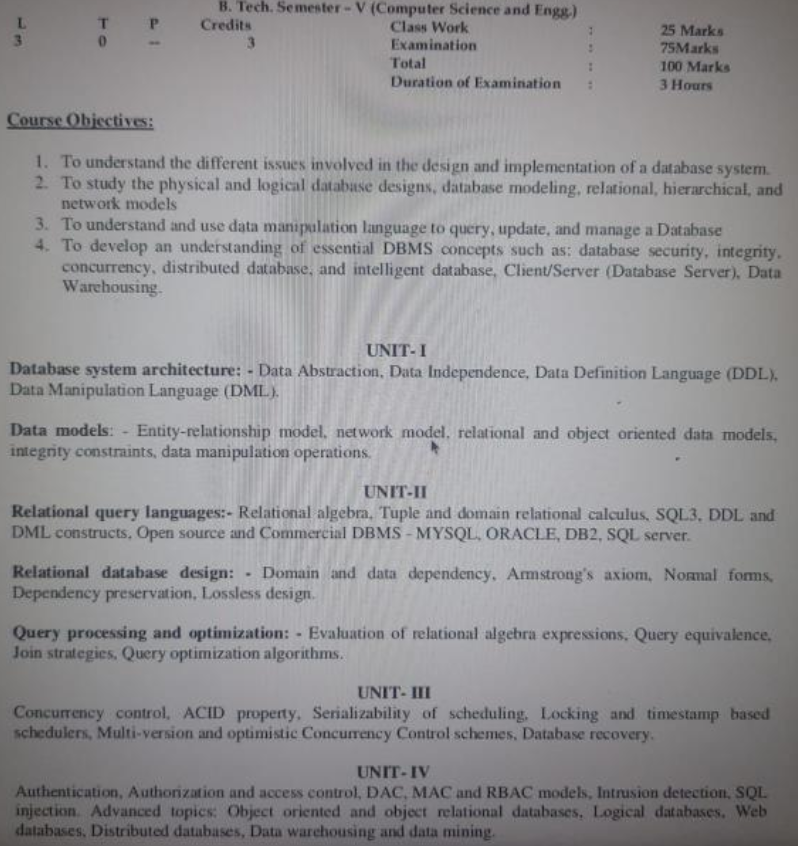 B. Tech. Semester – V (Computer Science and Engg.)
L T P Credits Class Work : 25 Marks
3 0 -- 3 Examination : 75Marks
Total : 100 Marks
Duration of Examination : 3 Hours
Course Objectives:
1. To understand the different issues involved in the design and implementation of a database system.
2. To study the physical and logical database designs, database modeling, relational, hierarchical, and
network models
3. To understand and use data manipulation language to query, update, and manage a Database
4. To develop an understanding of essential DBMS concepts such as: database security, integrity,
concurrency, distributed database, and intelligent database, Client/Server (Database Server), Data
Warehousing.
UNIT- I
Database system architecture: - Data Abstraction, Data Independence, Data Definition Language (DDL),
Data Manipulation Language (DML).
Data models: - Entity-relationship model, network model, relational and object oriented data models,
integrity constraints, data manipulation operations.
UNIT-II
Relational query languages:- Relational algebra, Tuple and domain relational calculus, SQL3, DDL and
DML constructs, Open source and Commercial DBMS - MYSQL, ORACLE, DB2, SQL server.
Relational database design: - Domain and data dependency, Armstrong's axiom, Normal forms,
Dependency preservation, Lossless design.
Query processing and optimization: - Evaluation of relational algebra expressions, Query equivalence,
Join strategies, Query optimization algorithms.
UNIT- III
Concurrency control, ACID property, Serializability of scheduling, Locking and timestamp based
schedulers, Multi-version and optimistic Concurrency Control schemes, Database recovery.
UNIT- IV
Authentication, Authorization and access control, DAC, MAC and RBAC models, Intrusion detection, SQL
injection. Advanced topics: Object oriented and object relational databases, Logical databases, Web
databases, Distributed databases, Data warehousing and data mining.